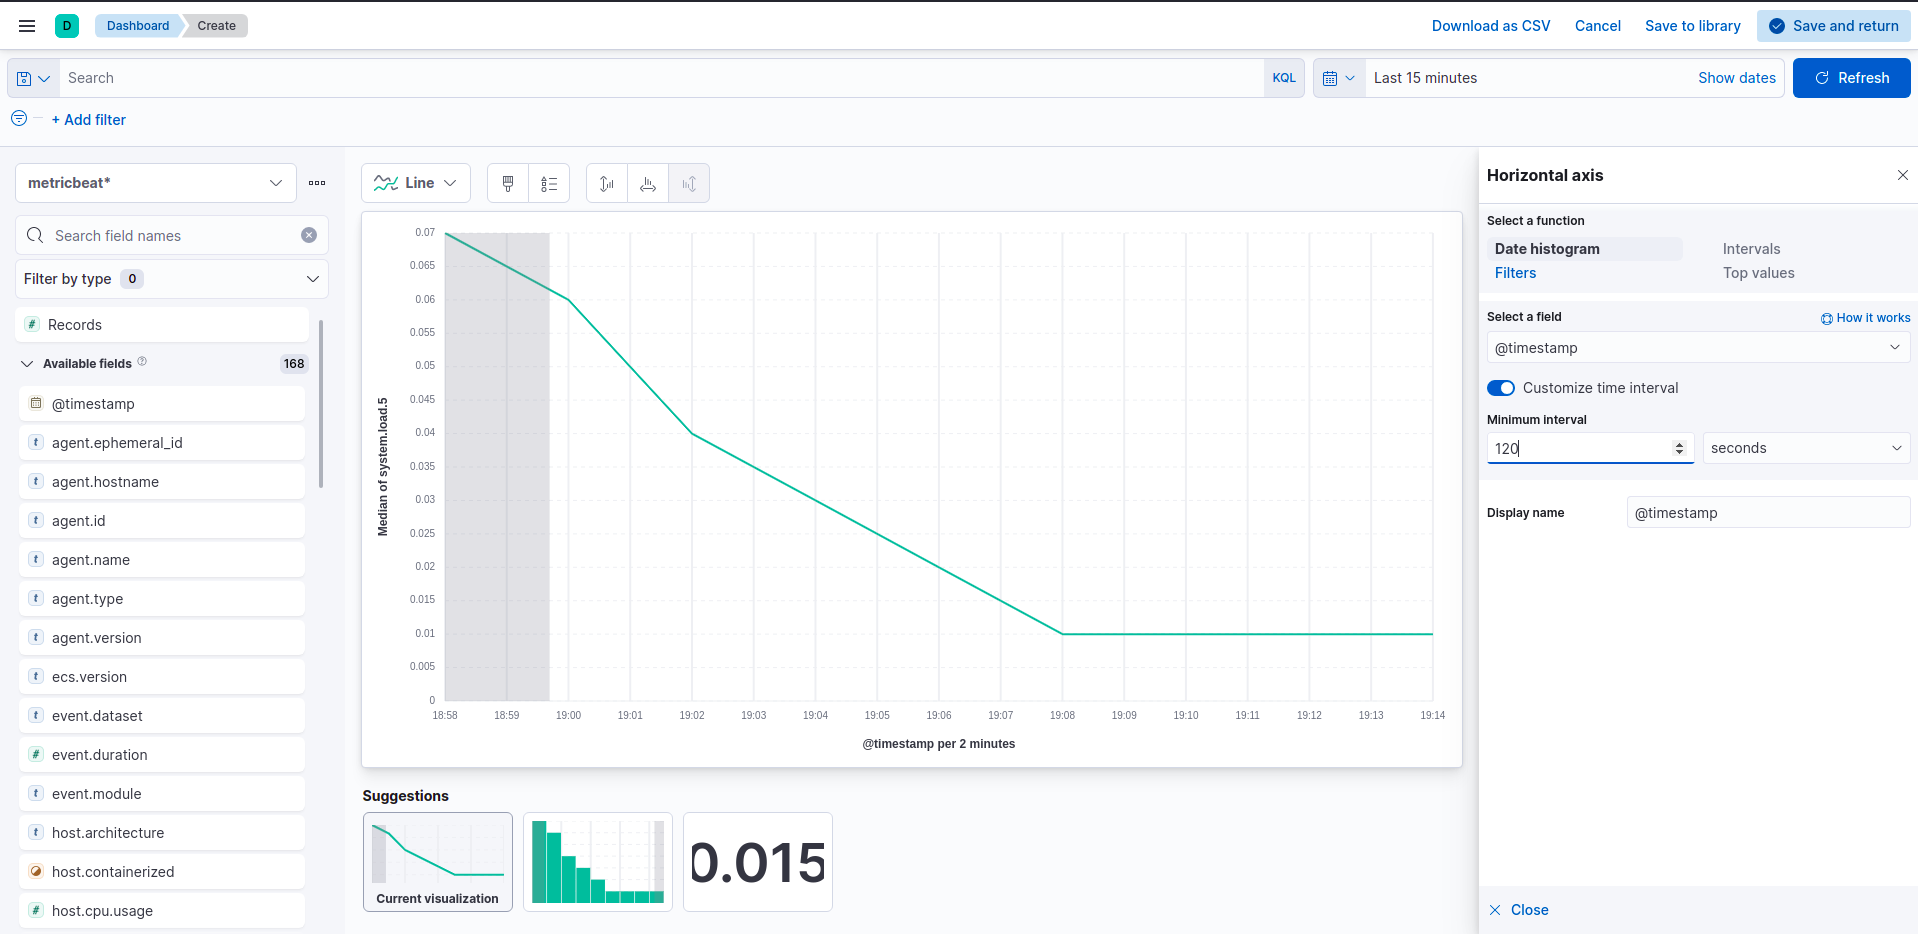 D Dashboard Create Download as CSV Cancel Save to library Save and return
Search KQL Last 15 minutes Show dates Refresh
+ Add filter
metricbeat*
Search field names
Filter by type 0
# Records
Available fields ? 168
@timestamp
t agent.ephemeral_id
t agent.hostname
t agent.id
t agent.name
t agent.type
t agent.version
t ecs.version
t event.dataset
# event.duration
t event.module
t host.architecture
host.containerized
# host.cpu.usage
Line
Median of system.load.5
0.07
0.065
0.06
0.055
0.05
0.045
0.04
0.035
0.03
0.025
0.02
0.015
0.01
0.005
0
18:58 18:59 19:00 19:01 19:02 19:03 19:04 19:05 19:06 19:07 19:08 19:09 19:10 19:11 19:12 19:13 19:14
@timestamp per 2 minutes
Suggestions
Current visualization
0.015
Horizontal axis
Select a function
Date histogram Intervals
Filters Top values
Select a field How it works
@timestamp
Customize time interval
Minimum interval
120 seconds
Display name @timestamp
Close